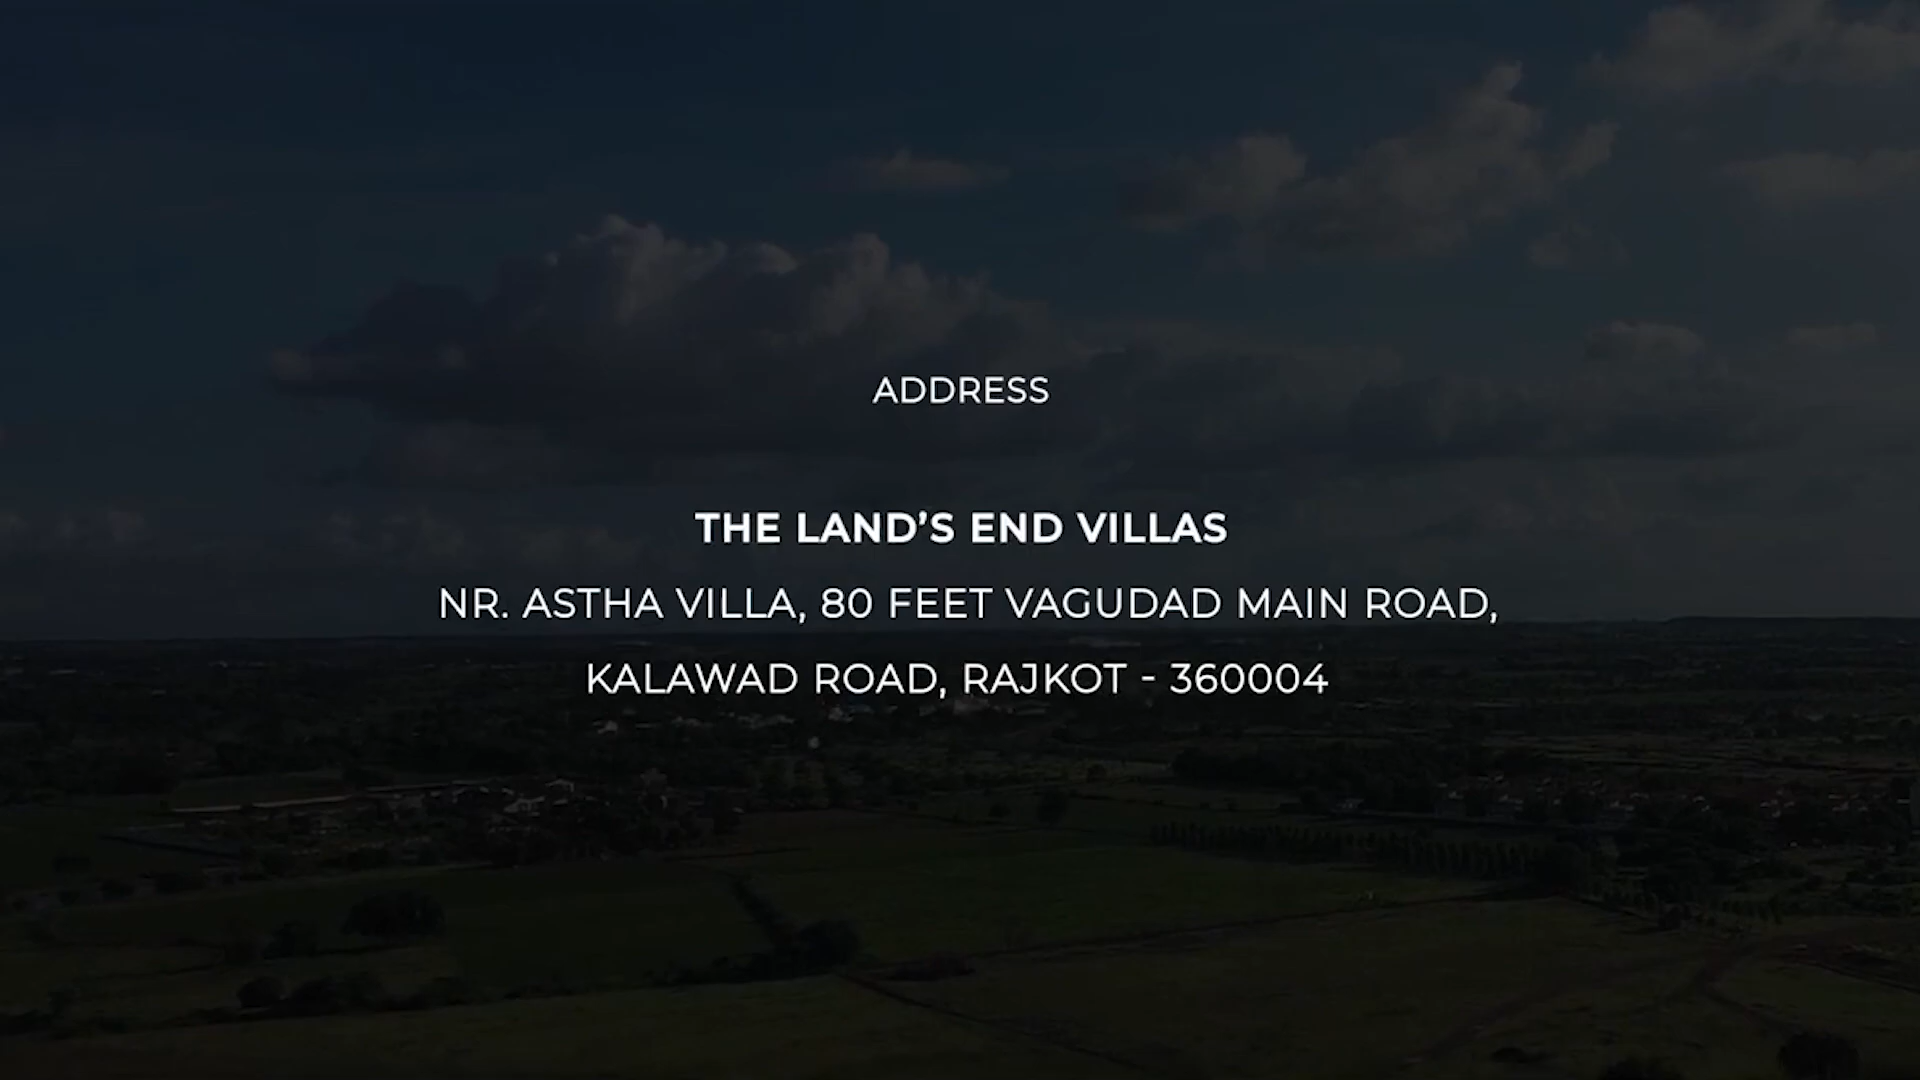 ADDRESS
THE LAND’S END VILLAS
NR. ASTHA VILLA, 80 FEET VAGUDAD MAIN ROAD,
KALAWAD ROAD, RAJKOT - 360004